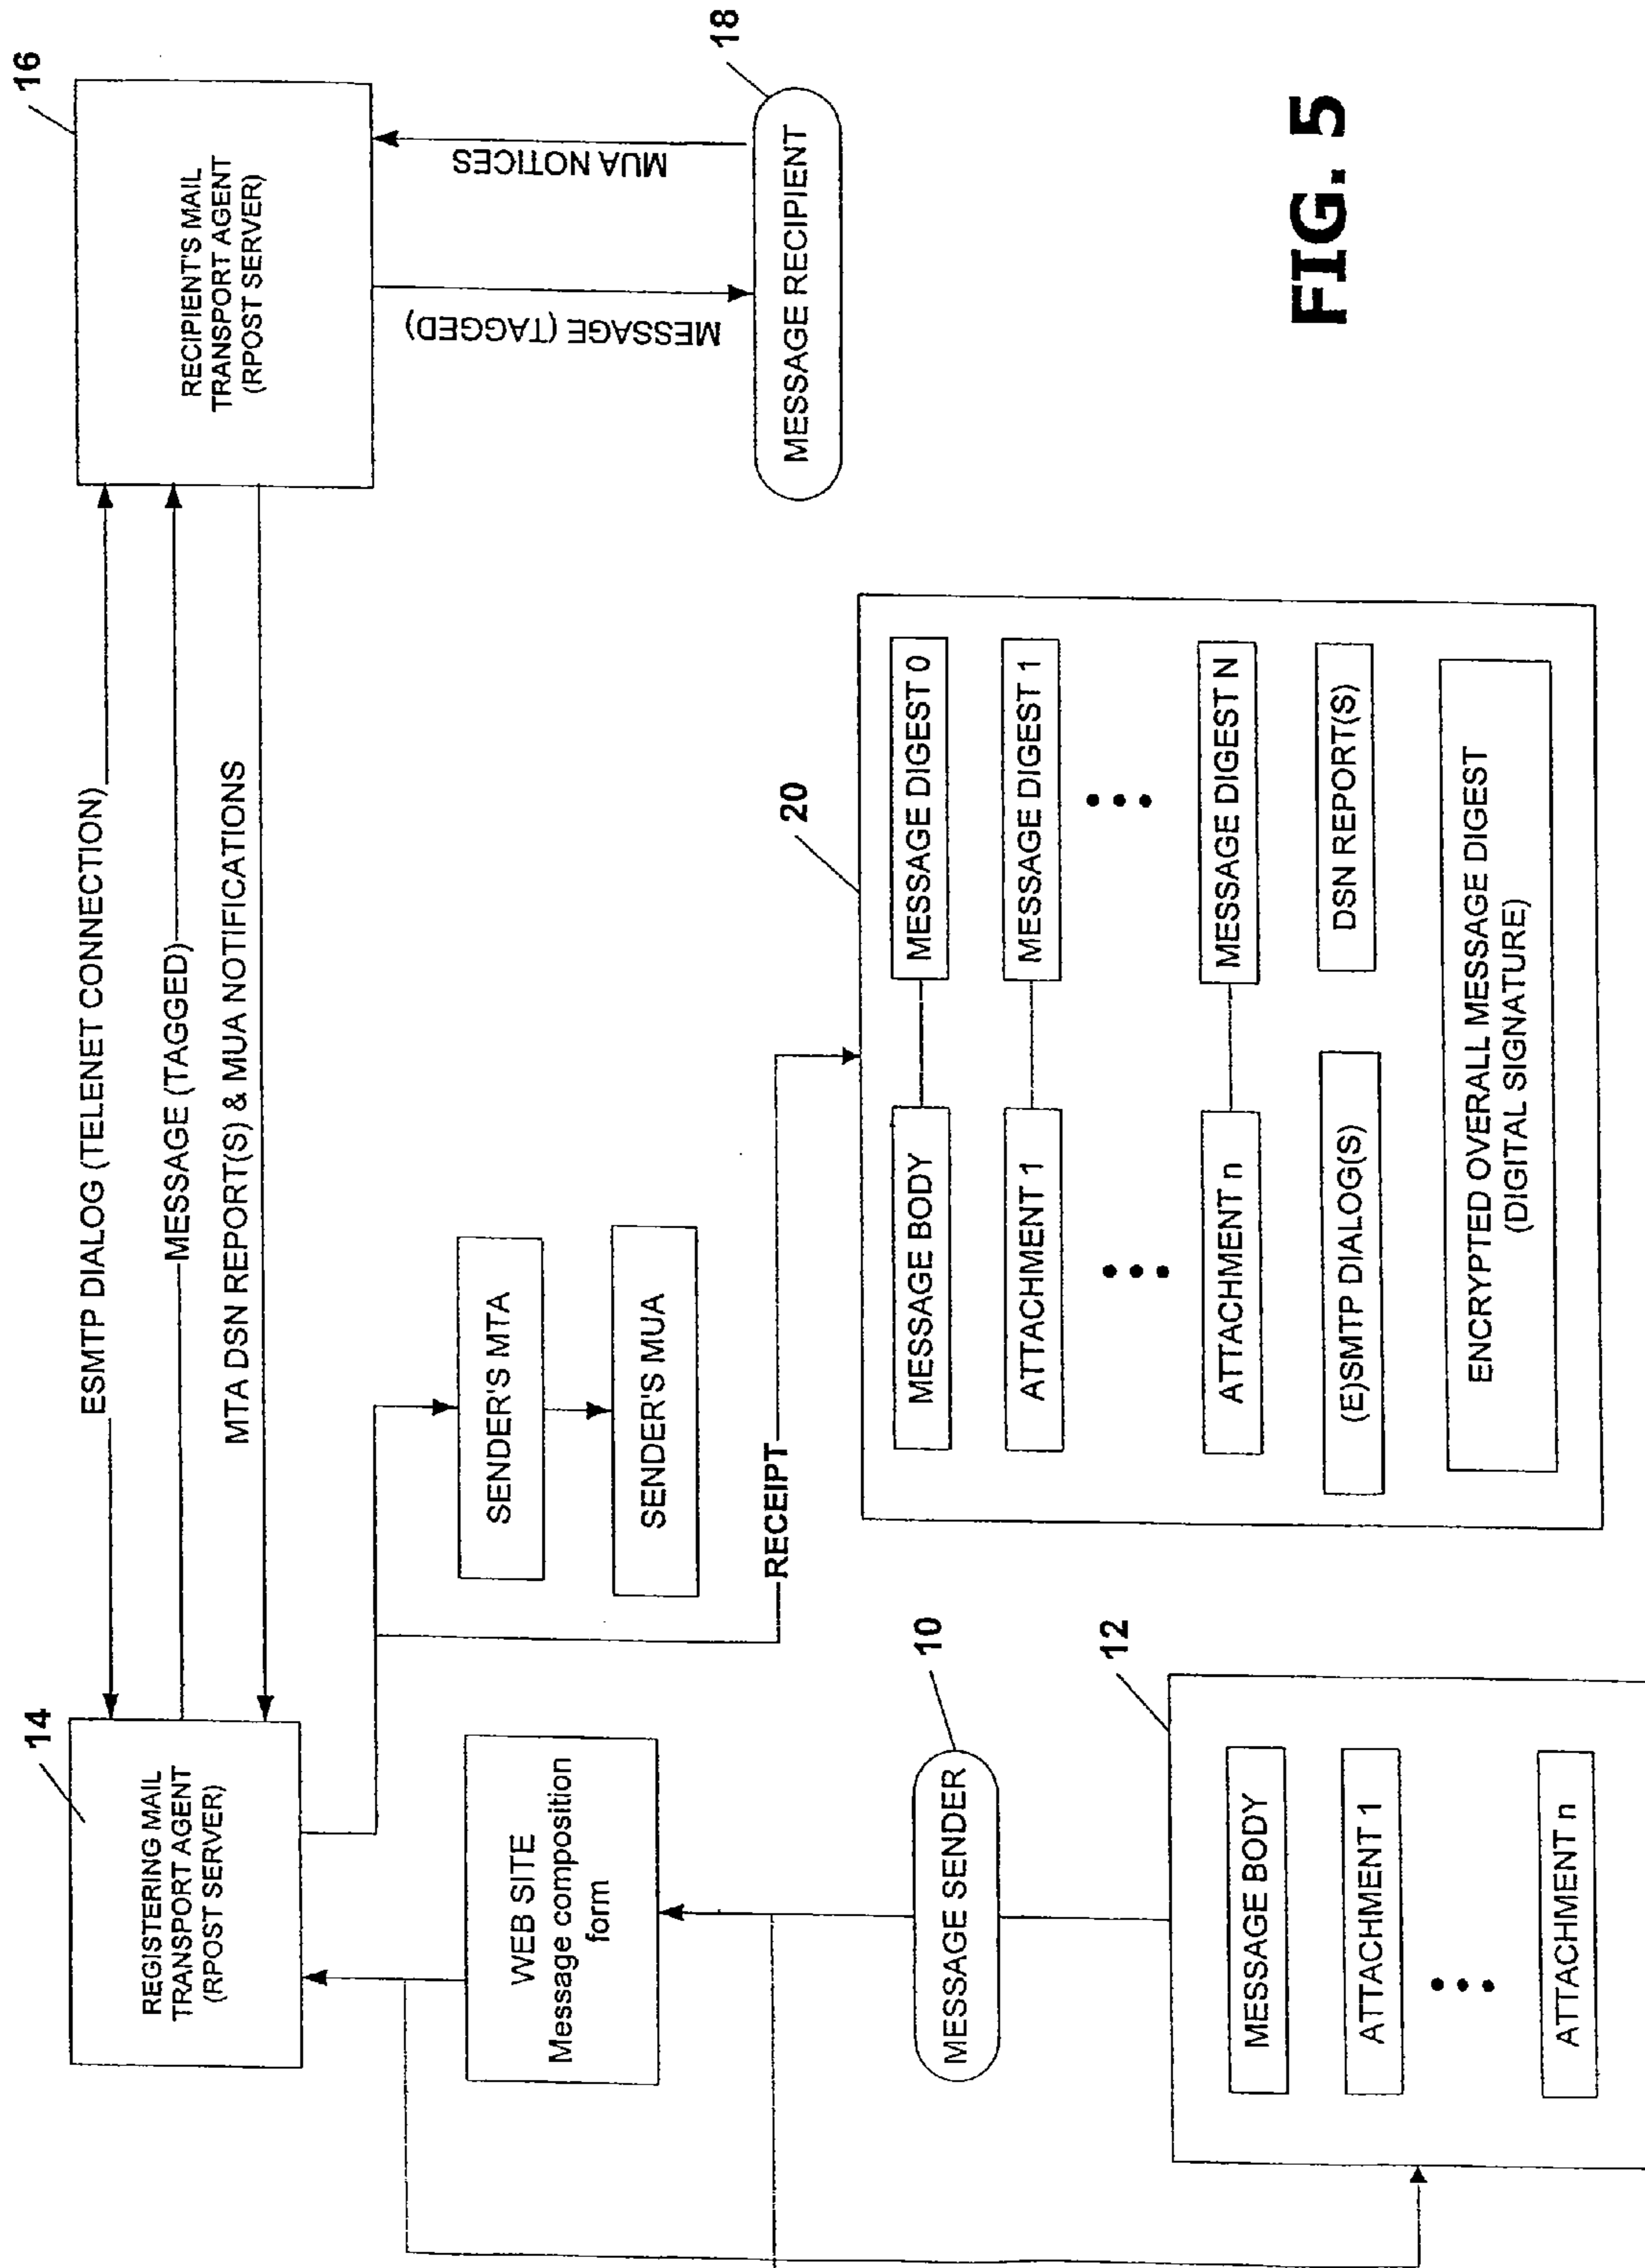 14
REGISTERING MAIL
TRANSPORT AGENT
(RPOST SERVER)
ESMTP DIALOG (TELENET CONNECTION)
MESSAGE (TAGGED)
MTA DSN REPORT(S) & MUA NOTIFICATIONS
16
RECIPIENT'S MAIL
TRANSPORT AGENT
(RPOST SERVER)
MESSAGE (TAGGED)
MUA NOTICES
MESSAGE RECIPIENT
18
WEB SITE
Message composition
form
SENDER'S MTA
SENDER'S MUA
RECEIPT
MESSAGE SENDER
10
12
MESSAGE BODY
ATTACHMENT 1
•••
ATTACHMENT n
20
MESSAGE BODY
MESSAGE DIGEST 0
ATTACHMENT 1
MESSAGE DIGEST 1
•••
•••
ATTACHMENT n
MESSAGE DIGEST N
(E)SMTP DIALOG(S)
DSN REPORT(S)
ENCRYPTED OVERALL MESSAGE DIGEST
(DIGITAL SIGNATURE)
FIG. 5